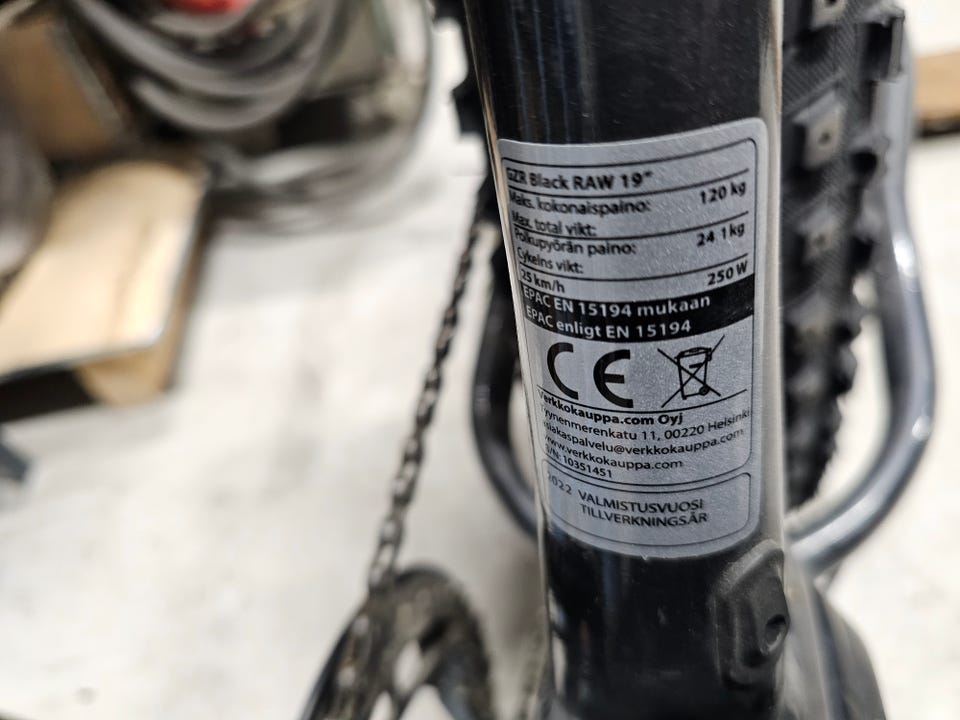 GZR Black RAW 19"
Maks. kokonaispaino: 120 kg
Max. total vikt:
Polkupyörän paino: 24 1kg
Cykelns vikt:
25 km/h 250 W
EPAC EN 15194 mukaan
EPAC enligt EN 15194
CE
Verkkokauppa.com Oyj
Tyynenmerenkatu 11, 00220 Helsinki
asiakaspalvelu@verkkokauppa.com
www.verkkokauppa.com
S/N: 10351451
2022 VALMISTUSVUOSI
TILLVERKNINGSÅR